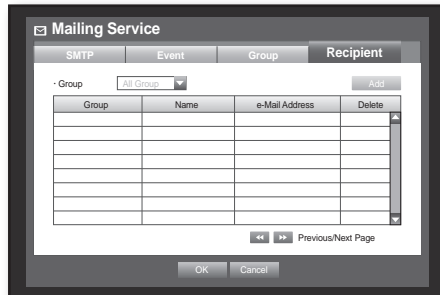 Mailing Service
SMTP Event Group Recipient
· Group All Group Add
Group Name e-Mail Address Delete
Previous/Next Page
OK Cancel